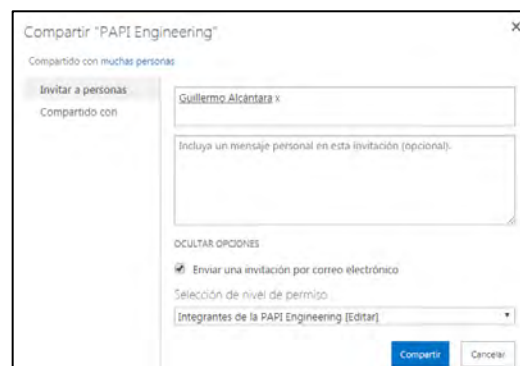 Compartir "PAPI Engineering"
×
Compartido con muchas personas
Invitar a personas
Compartido con
Guillermo Alcántara x
Incluya un mensaje personal en esta invitación (opcional).
OCULTAR OPCIONES
Enviar una invitación por correo electrónico
Selección de nivel de permiso
Integrantes de la PAPI Engineering [Editar]
Compartir
Cancelar